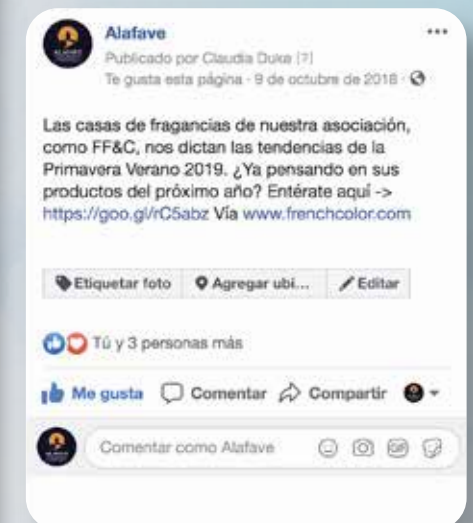 Alafave
Publicado por Claudia Duke [?]
Te gusta esta página · 9 de octubre de 2018 ·
Las casas de fragancias de nuestra asociación,
como FF&C, nos dictan las tendencias de la
Primavera Verano 2019. ¿Ya pensando en sus
productos del próximo año? Entérate aquí ->
https://goo.gl/rC5abz Vía www.frenchcolor.com
Etiquetar foto Agregar ubi... Editar
Tú y 3 personas más
Me gusta Comentar Compartir
Comentar como Alafave
GIF